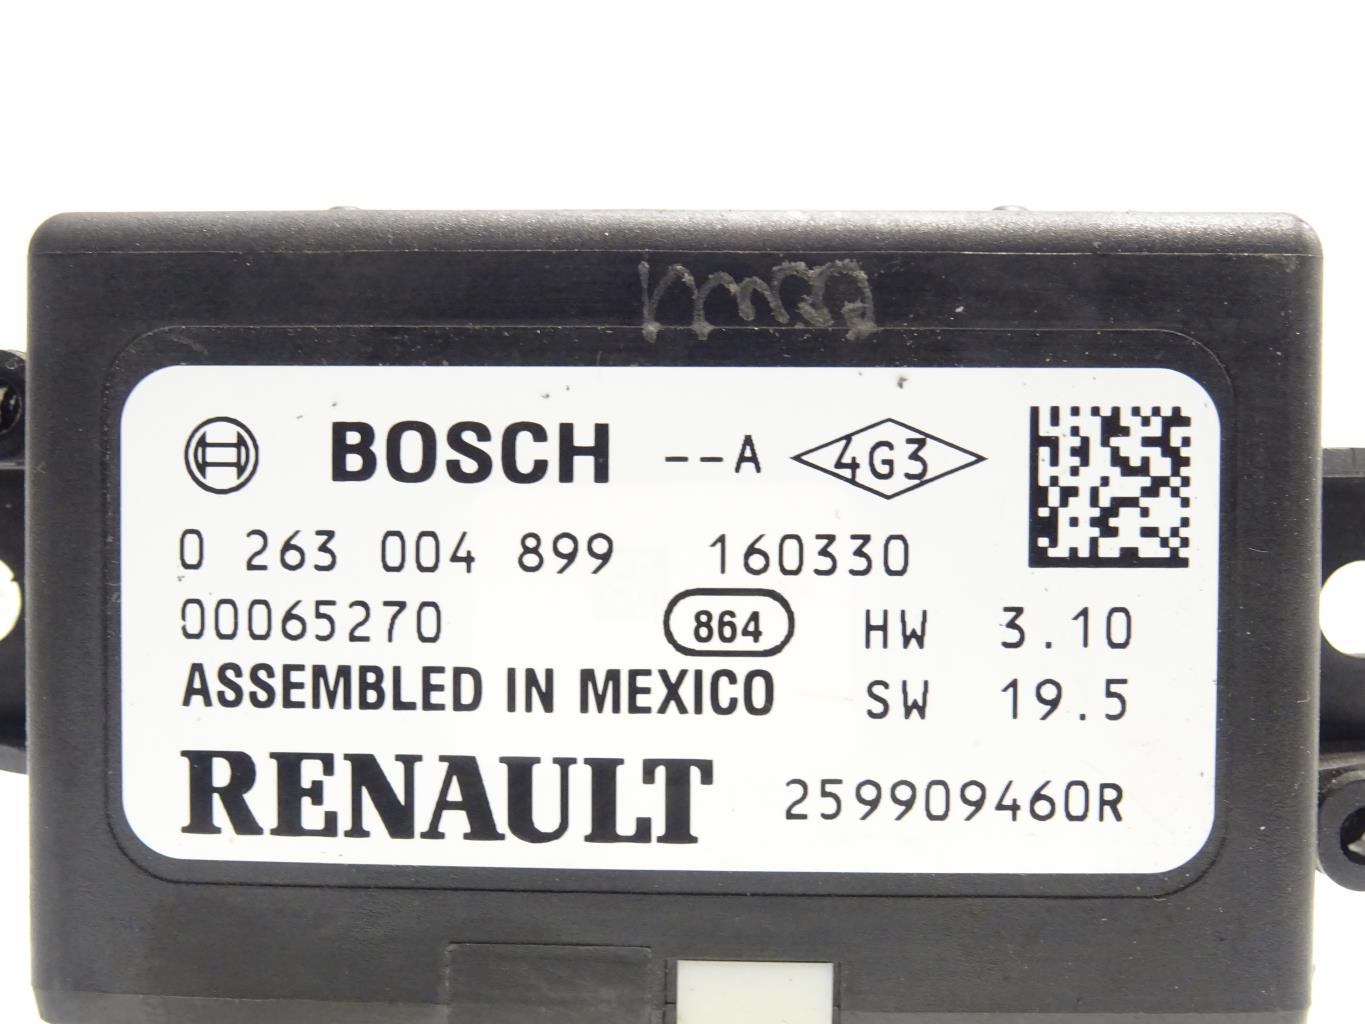 BOSCH --A 4G3
0 263 004 899 160330
00065270 864 HW 3.10
ASSEMBLED IN MEXICO SW 19.5
RENAULT 259909460R